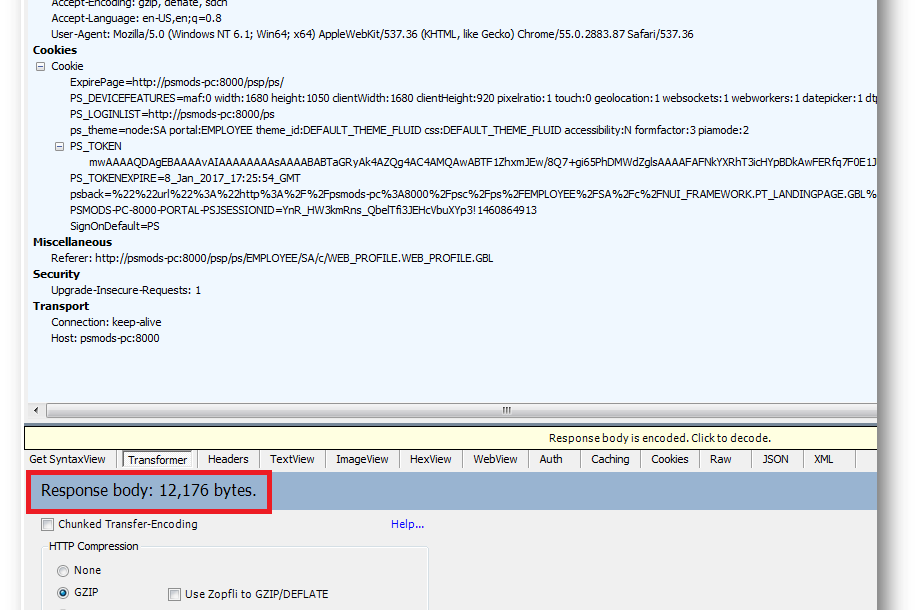 Accept-Encoding: gzip, deflate, sdch
Accept-Language: en-US,en;q=0.8
User-Agent: Mozilla/5.0 (Windows NT 6.1; Win64; x64) AppleWebKit/537.36 (KHTML, like Gecko) Chrome/55.0.2883.87 Safari/537.36
Cookies
Cookie
ExpirePage=http://psmods-pc:8000/psp/ps/
PS_DEVICEFEATURES=maf:0 width:1680 height:1050 clientWidth:1680 clientHeight:920 pixelratio:1 touch:0 geolocation:1 websockets:1 webworkers:1 datepicker:1 dtp
PS_LOGINLIST=http://psmods-pc:8000/ps
ps_theme=node:SA portal:EMPLOYEE theme_id:DEFAULT_THEME_FLUID css:DEFAULT_THEME_FLUID accessibility:N formfactor:3 piamode:2
PS_TOKEN
mwAAAAQDAgEBAAAAvAIAAAAAAAAsAAAABABTaGRyAk4AZQg4AC4AMQAwABTF1ZhxmJEw/8Q7+gi65PhDMWdZglsAAAAFAFNkYXRhT3icHYpBDkAwFERfq7F0E1J
PS_TOKENEXPIRE=8_Jan_2017_17:25:54_GMT
psback=%22%22url%22%3A%22http%3A%2F%2Fpsmods-pc%3A8000%2Fpsc%2Fps%2FEMPLOYEE%2FSA%2Fc%2FNUI_FRAMEWORK.PT_LANDINGPAGE.GBL%
PSMODS-PC-8000-PORTAL-PSJSESSIONID=YnR_HW3kmRns_QbelTfi3JEHcVbuXYp3!1460864913
SignOnDefault=PS
Miscellaneous
Referer: http://psmods-pc:8000/psp/ps/EMPLOYEE/SA/c/WEB_PROFILE.WEB_PROFILE.GBL
Security
Upgrade-Insecure-Requests: 1
Transport
Connection: keep-alive
Host: psmods-pc:8000
Response body is encoded. Click to decode.
Get SyntaxView Transformer Headers TextView ImageView HexView WebView Auth Caching Cookies Raw JSON XML
Response body: 12,176 bytes.
Chunked Transfer-Encoding Help...
HTTP Compression
None
GZIP Use Zopfli to GZIP/DEFLATE